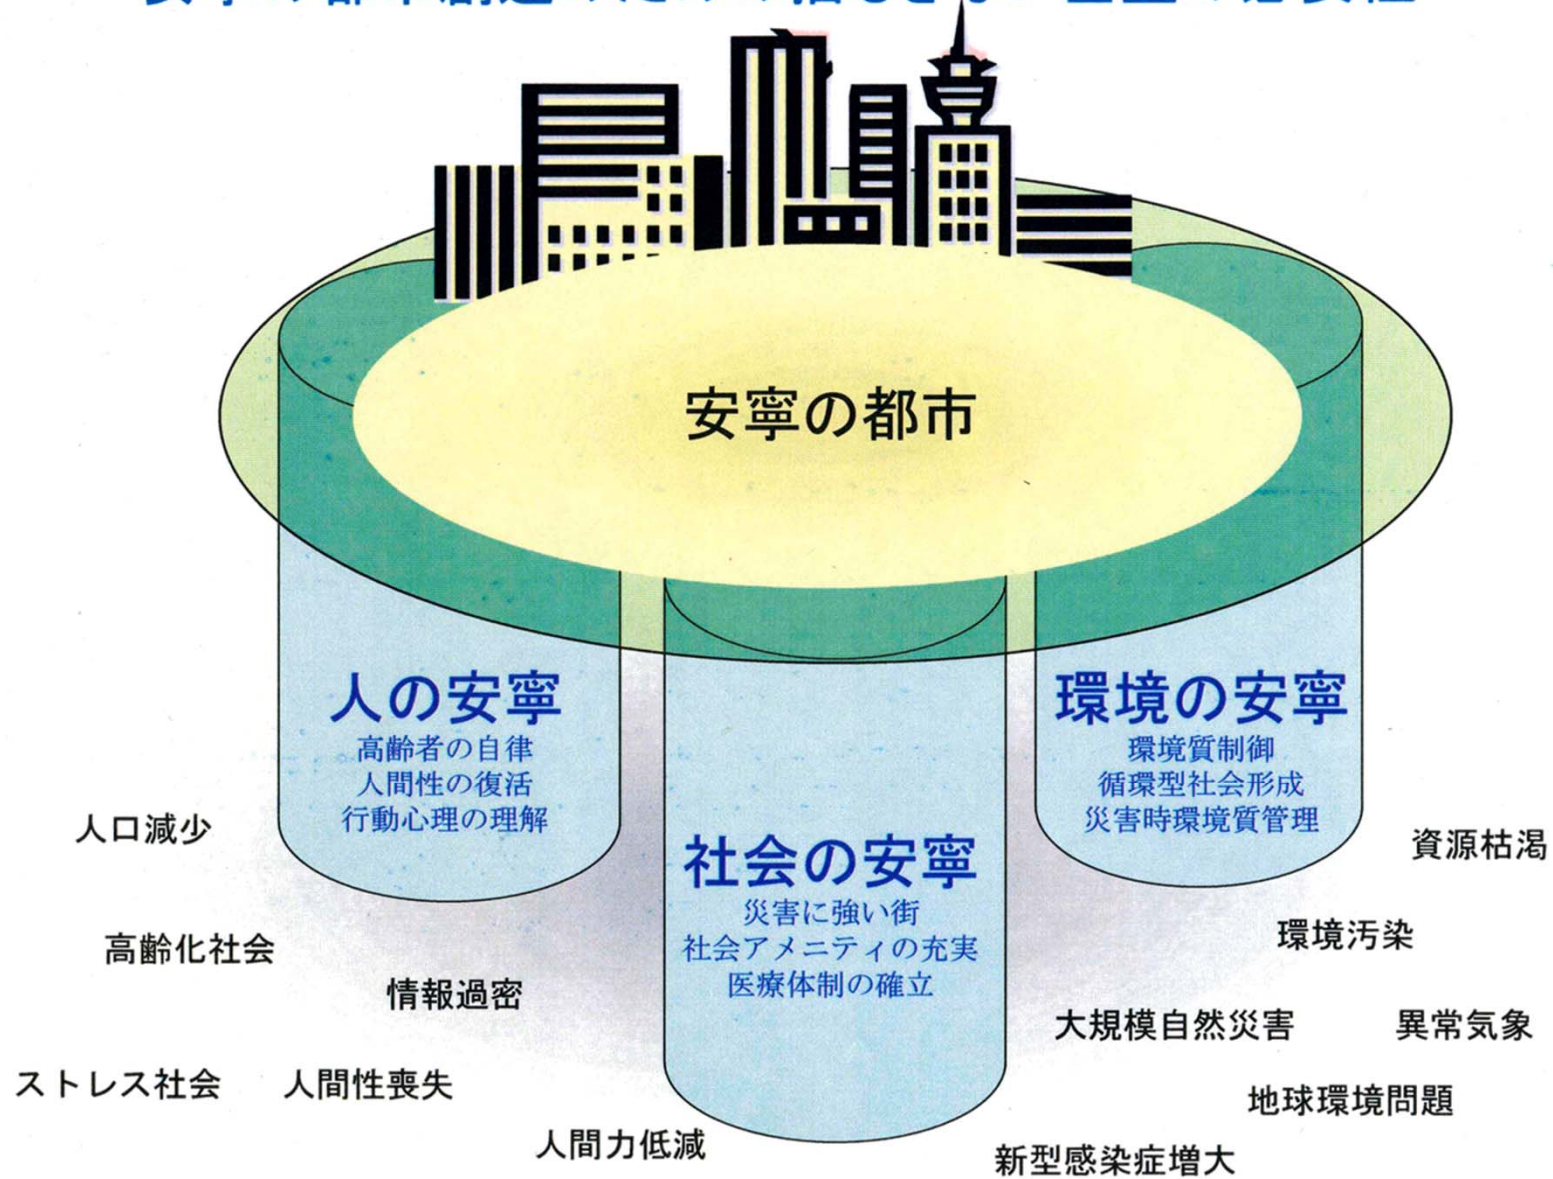 安寧の都市
人の安寧
高齢者の自律
人間性の復活
行動心理の理解
社会の安寧
災害に強い街
社会アメニティの充実
医療体制の確立
環境の安寧
環境質制御
循環型社会形成
災害時環境質管理
人口減少
高齢化社会
情報過密
ストレス社会
人間性喪失
人間力低減
資源枯渇
環境汚染
大規模自然災害
異常気象
地球環境問題
新型感染症増大